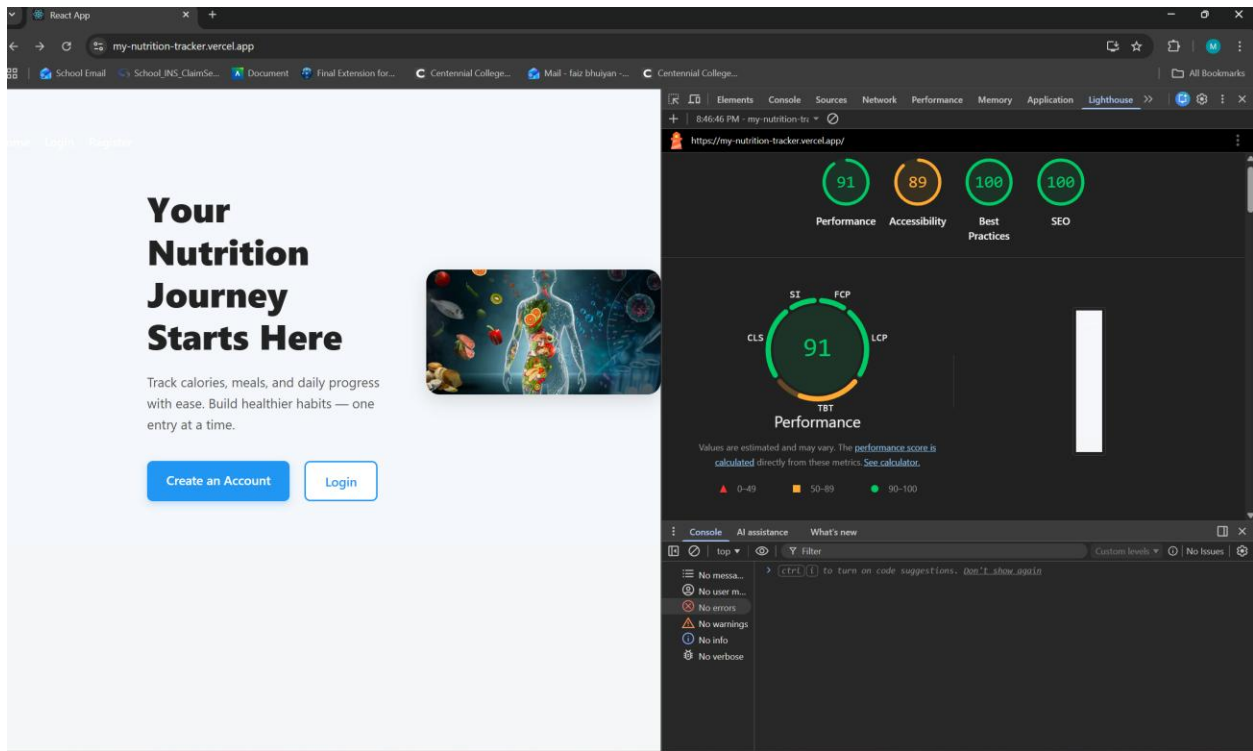 React App
my-nutrition-tracker.vercel.app
School Email School_INS_ClaimSe... Document Final Extension for... Centennial College... Mail - faiz bhuiyan -... Centennial College... All Bookmarks
M
Login Register
Your
Nutrition
Journey
Starts Here
Track calories, meals, and daily progress
with ease. Build healthier habits — one
entry at a time.
Create an Account Login
Elements Console Sources Network Performance Memory Application Lighthouse
8:46:46 PM - my-nutrition-tra
https://my-nutrition-tracker.vercel.app/
91 89 100 100
Performance Accessibility Best Practices SEO
SI FCP
CLS LCP
91
TBT
Performance
Values are estimated and may vary. The performance score is
calculated directly from these metrics. See calculator.
0–49 50–89 90–100
Console AI assistance What's new
top Filter Custom levels No Issues
No messa...
No user m...
No errors
No warnings
No info
No verbose
ctrl i to turn on code suggestions. Don't show again